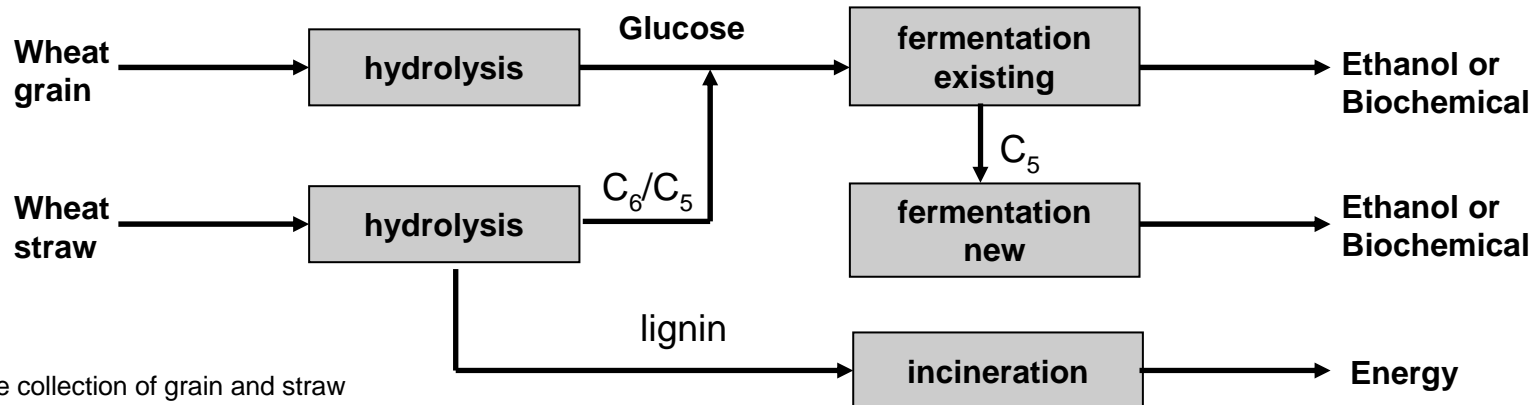 Wheat
grain
hydrolysis
Glucose
fermentation
existing
Ethanol or
Biochemical
C₅
Wheat
straw
hydrolysis
C₆/C₅
fermentation
new
Ethanol or
Biochemical
lignin
incineration
Energy
e collection of grain and straw